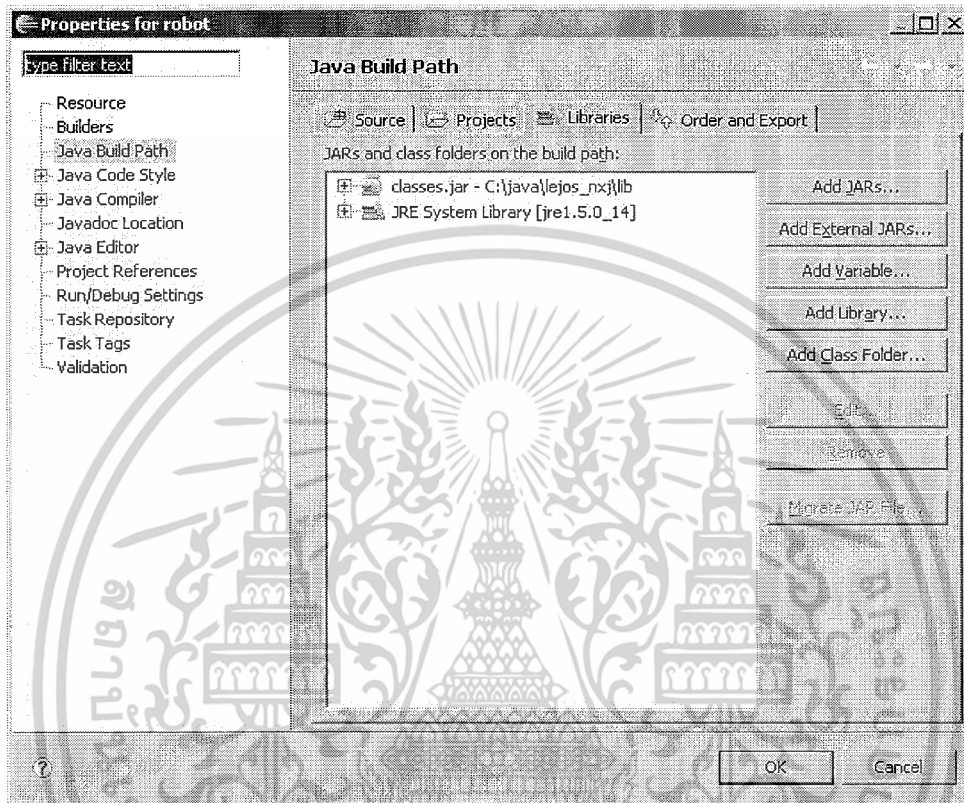 Properties for robot
type filter text
Resource
Builders
Java Build Path
Java Code Style
Java Compiler
Javadoc Location
Java Editor
Project References
Run/Debug Settings
Task Repository
Task Tags
Validation
Java Build Path
Source
Projects
Libraries
Order and Export
JARs and class folders on the build path:
classes.jar - C:\java\lejos_nxj\lib
JRE System Library [jre1.5.0_14]
Add JARs...
Add External JARs...
Add Variable...
Add Library...
Add Class Folder...
Edit...
Remove
Migrate JAR File...
?
OK
Cancel